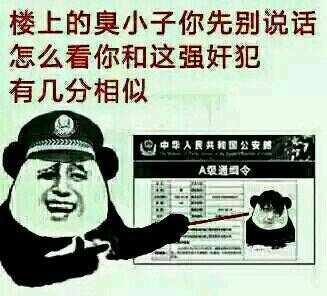 楼上的臭小子你先别说话
怎么看你和这强奸犯
有几分相似
中华人民共和国公安部
A级通缉令